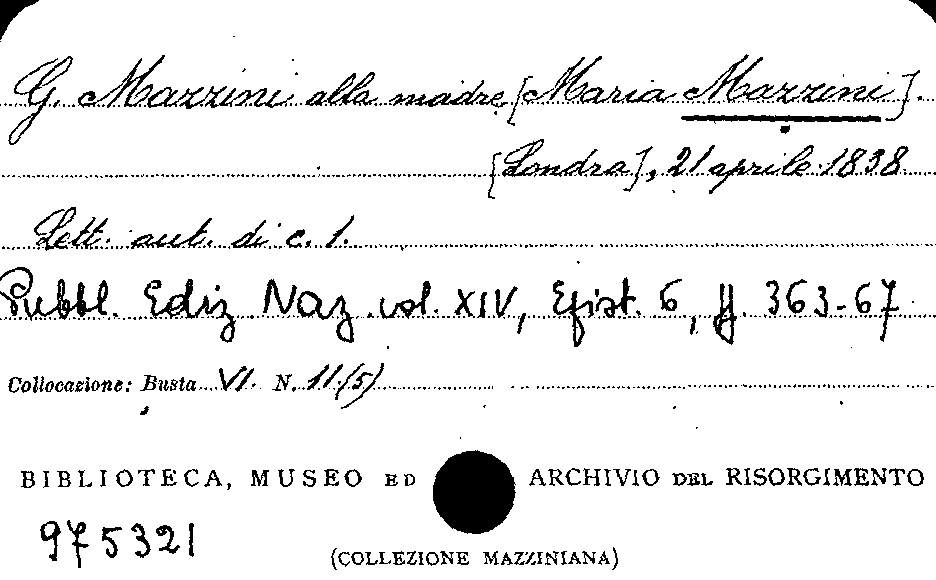 G. Mazzini alla madre [Maria Mazzini].
[Londra], 21 aprile 1838
Lett. aut. di c. 1.
Pubbl. Ediz. Naz. vol. XIV, Epist. 6, pp. 363-67
Collocazione: Busta VI. N. 11(5)
BIBLIOTECA, MUSEO ED ARCHIVIO DEL RISORGIMENTO
975321
(COLLEZIONE MAZZINIANA)